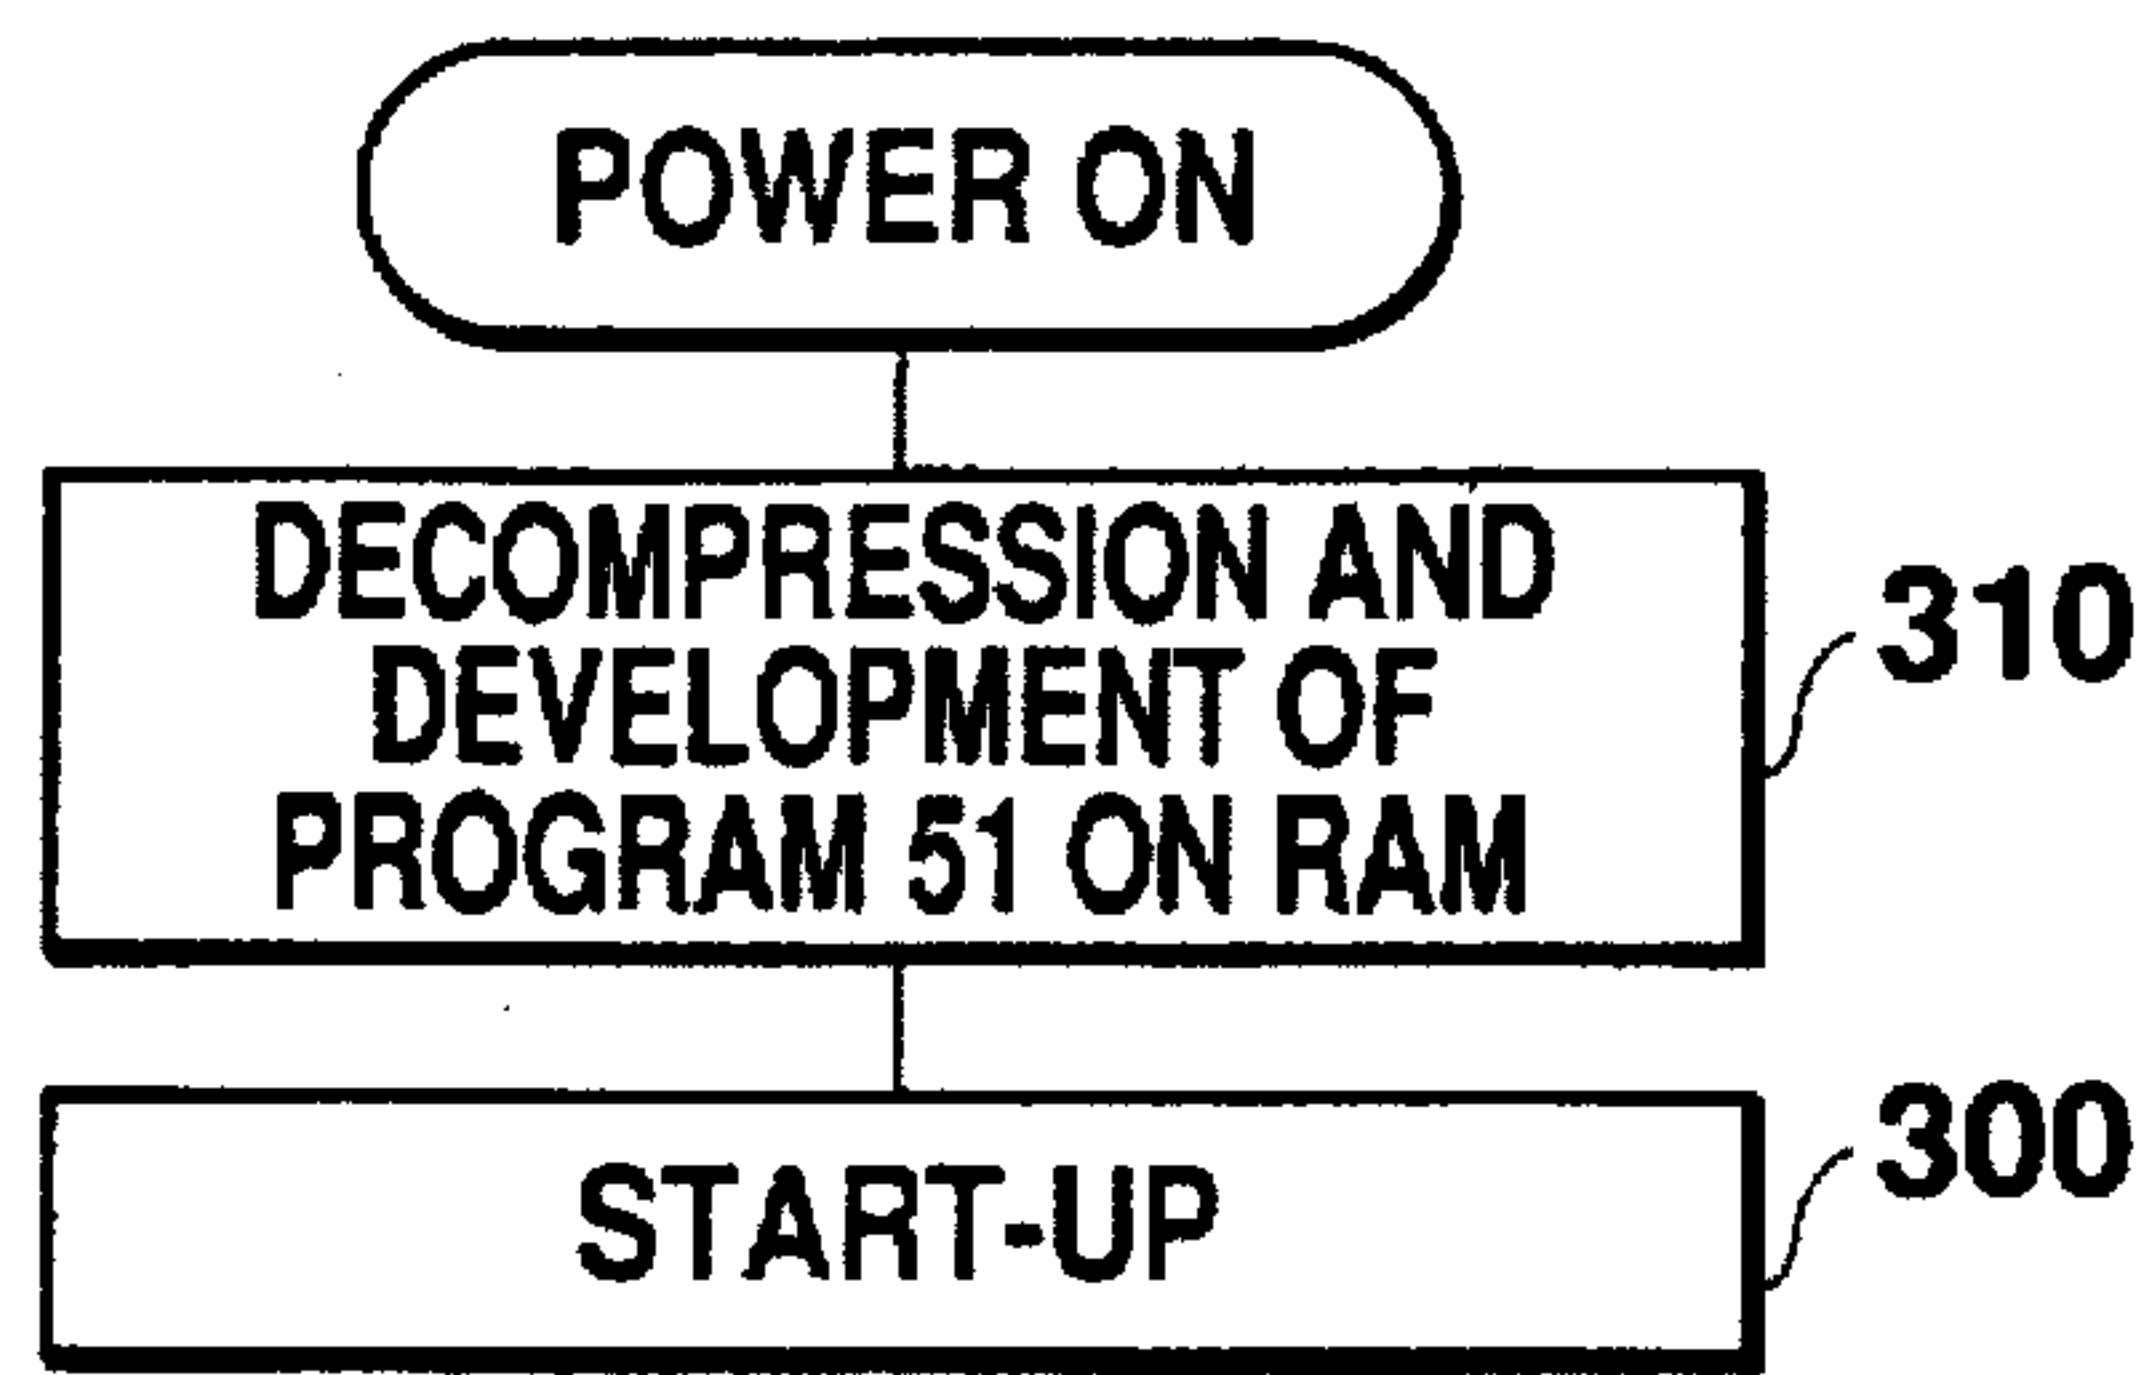 POWER ON
DECOMPRESSION AND
DEVELOPMENT OF
PROGRAM 51 ON RAM
310
START-UP
300